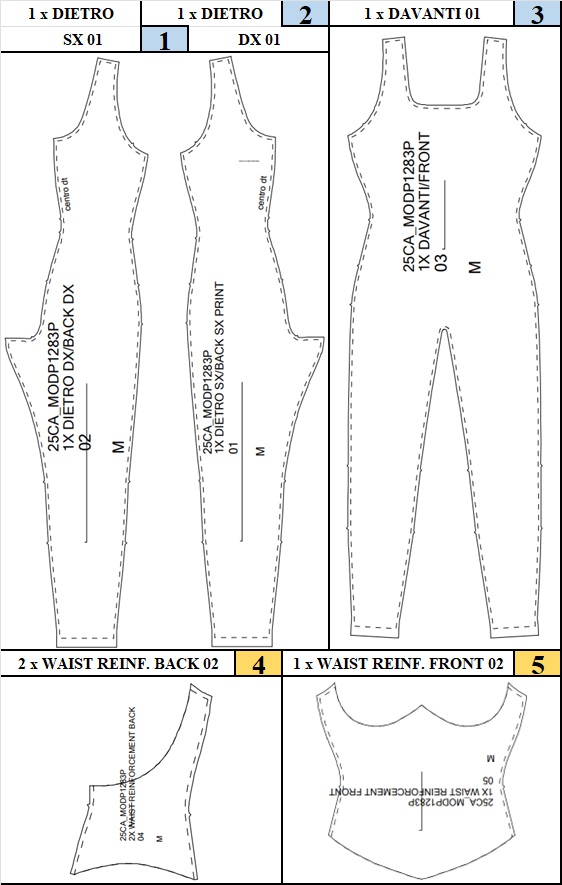 1 x DIETRO
1 x DIETRO
2
1 x DAVANTI 01
3
SX 01
1
DX 01
centro dt
25CA_MODP1283P
1X DIETRO DX/BACK DX
02
M
centro dt
25CA_MODP1283P
1X DIETRO SX/BACK SX PRINT
01
M
25CA_MODP1283P
1X DAVANTI/FRONT
03
M
2 x WAIST REINF. BACK 02
4
1 x WAIST REINF. FRONT 02
5
25CA_MODP1283P
2X WAIST REINFORCEMENT BACK
04
M
25CA_MODP1283P
1X WAIST REINFORCEMENT FRONT
05
M